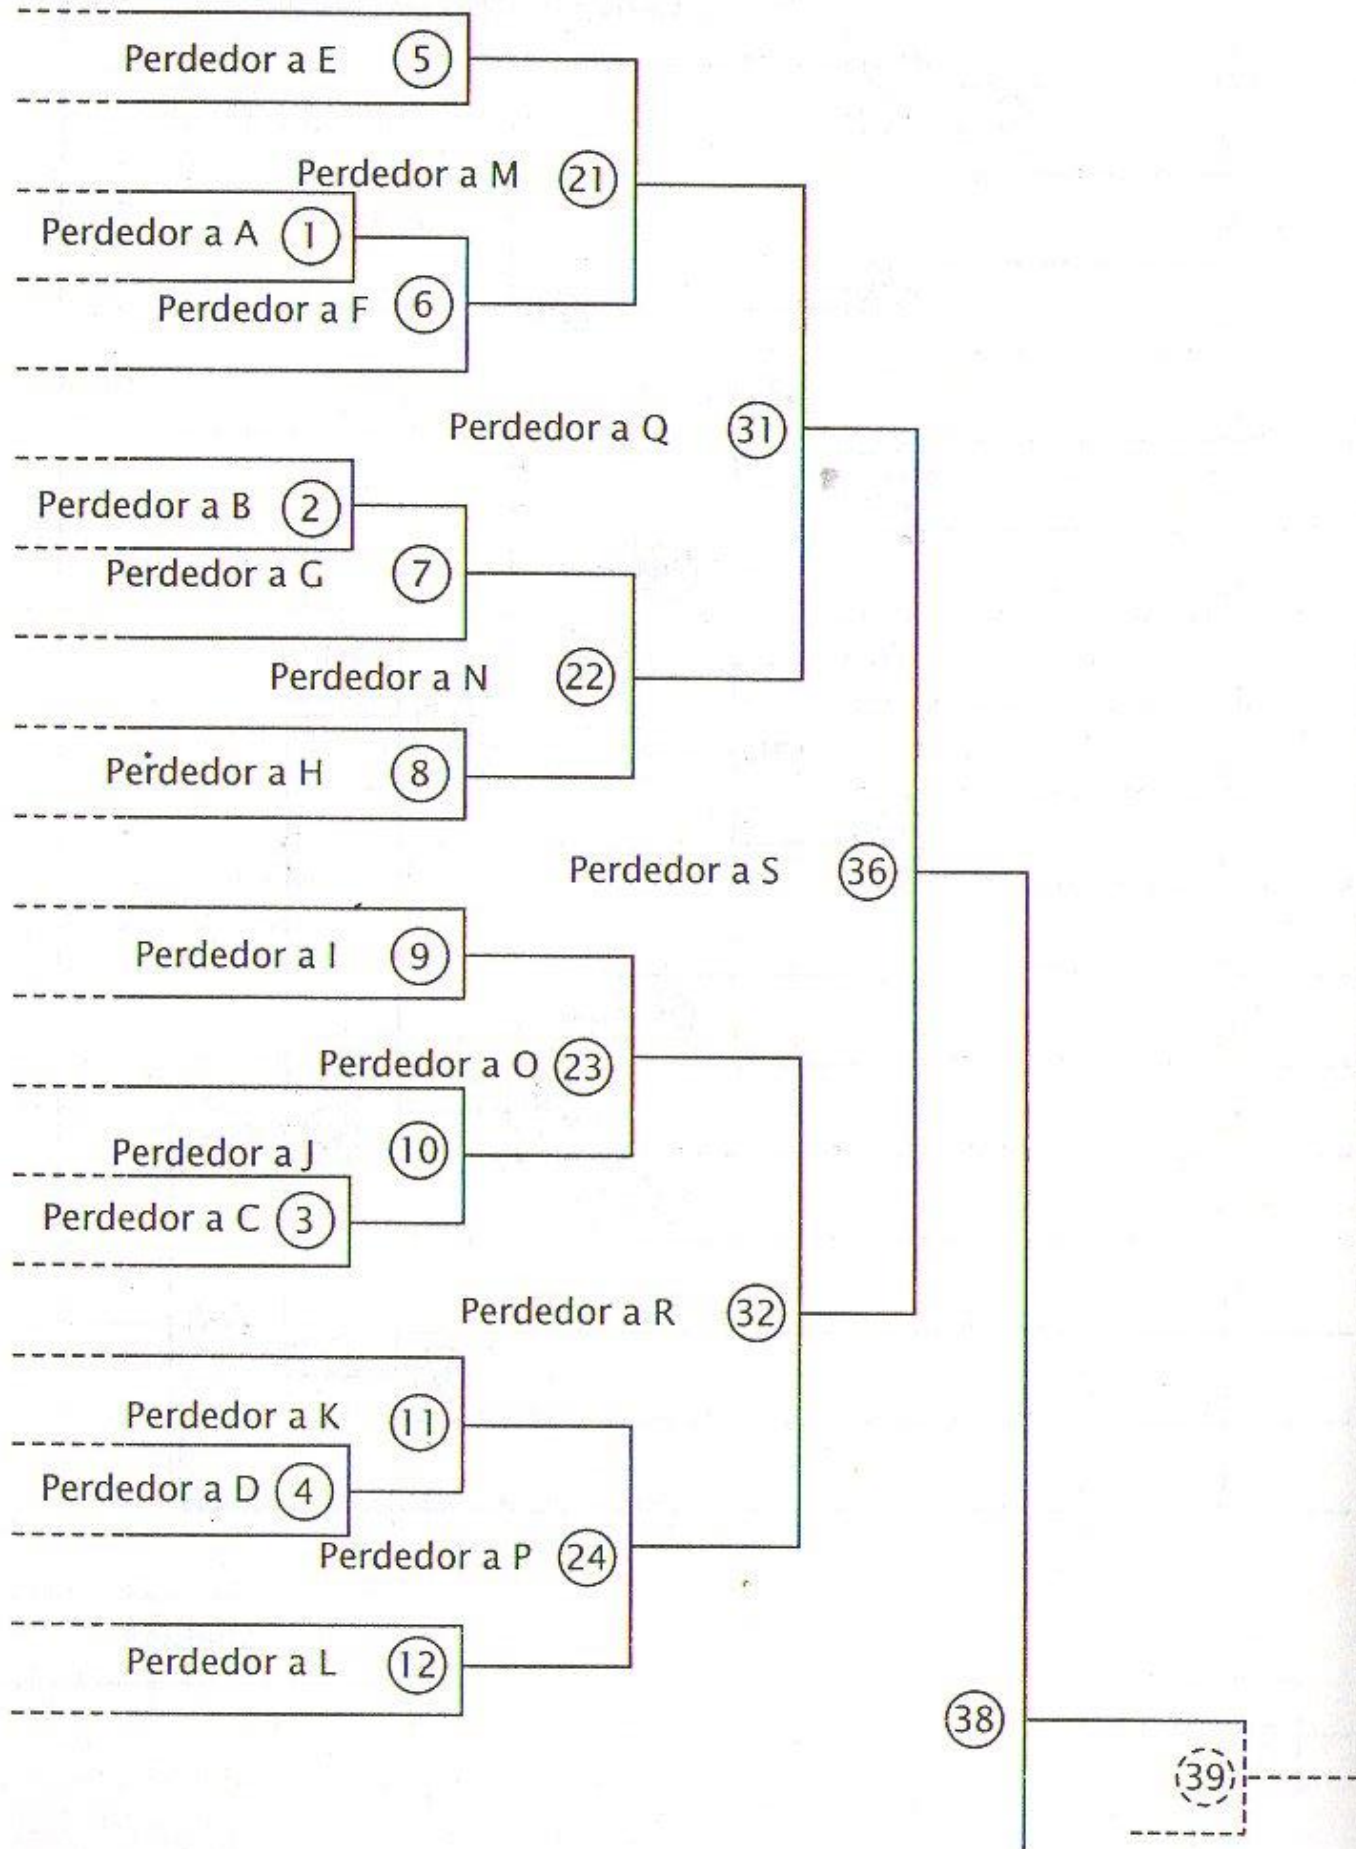 Perdedor a E 5
Perdedor a M 21
Perdedor a A 1
Perdedor a F 6
Perdedor a Q 31
Perdedor a B 2
Perdedor a G 7
Perdedor a N 22
Perdedor a H 8
Perdedor a S 36
Perdedor a I 9
Perdedor a O 23
Perdedor a J 10
Perdedor a C 3
Perdedor a R 32
Perdedor a K 11
Perdedor a D 4
Perdedor a P 24
Perdedor a L 12
38
39